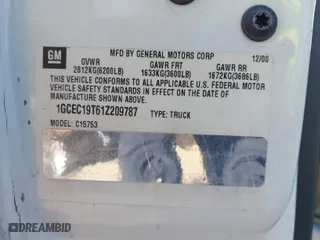 GM
MFD BY GENERAL MOTORS CORP 12/00
GVWR GAWR FRT GAWR RR
2812KG(6200LB) 1633KG(3600LB) 1672KG(3686LB)
THIS VEHICLE CONFORMS TO ALL APPLICABLE U.S. FEDERAL MOTOR
VEHICLE SAFETY STANDARDS IN EFFECT ON THE DATE OF
MANUFACTURE SHOWN ABOVE.
1GCEC19T61Z209787 TYPE: TRUCK
MODEL: C15753
DREAMBID